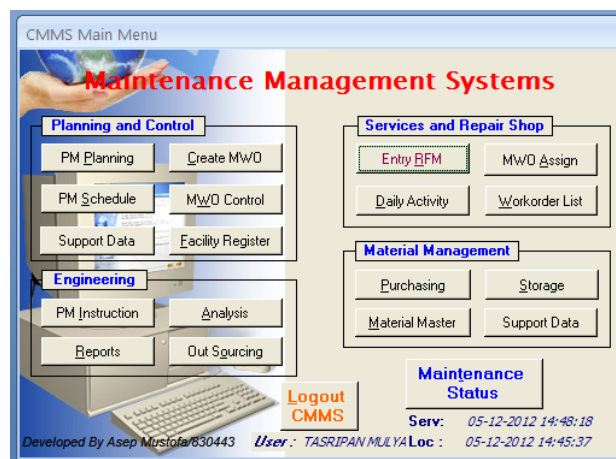 CMMS Main Menu
Maintenance Management Systems
Planning and Control
PM Planning
Create MWO
PM Schedule
MWO Control
Support Data
Facility Register
Engineering
PM Instruction
Analysis
Reports
Out Sourcing
Services and Repair Shop
Entry RFM
MWO Assign
Daily Activity
Workorder List
Material Management
Purchasing
Storage
Material Master
Support Data
Logout
CMMS
Maintenance
Status
Serv: 05-12-2012 14:48:18
Developed By Asep Mustofa/830443 User : TASRIPAN MULYA Loc : 05-12-2012 14:45:37